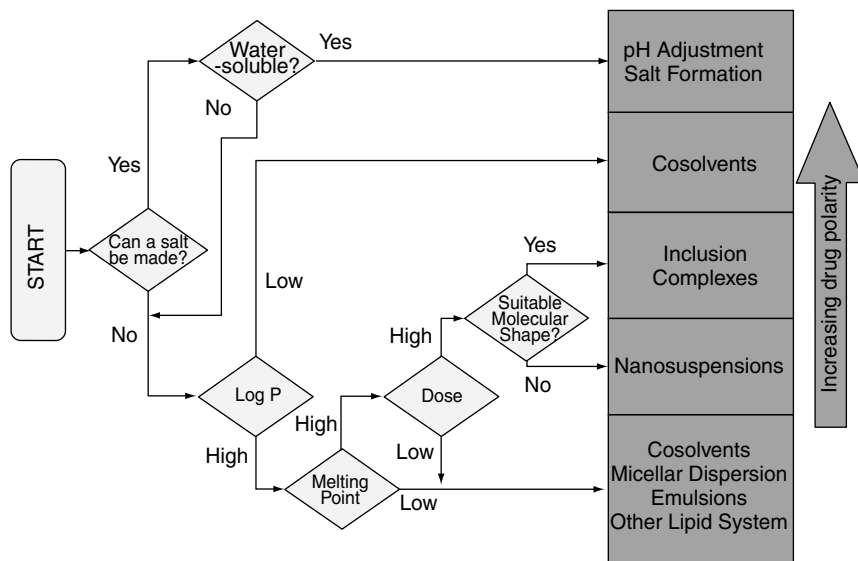 START
Can a salt
be made?
Yes
No
Water
-soluble?
Yes
No
Log P
Low
High
Melting
Point
High
Low
Dose
High
Low
Suitable
Molecular
Shape?
Yes
No
pH Adjustment
Salt Formation
Cosolvents
Inclusion
Complexes
Nanosuspensions
Cosolvents
Micellar Dispersion
Emulsions
Other Lipid System
Increasing drug polarity